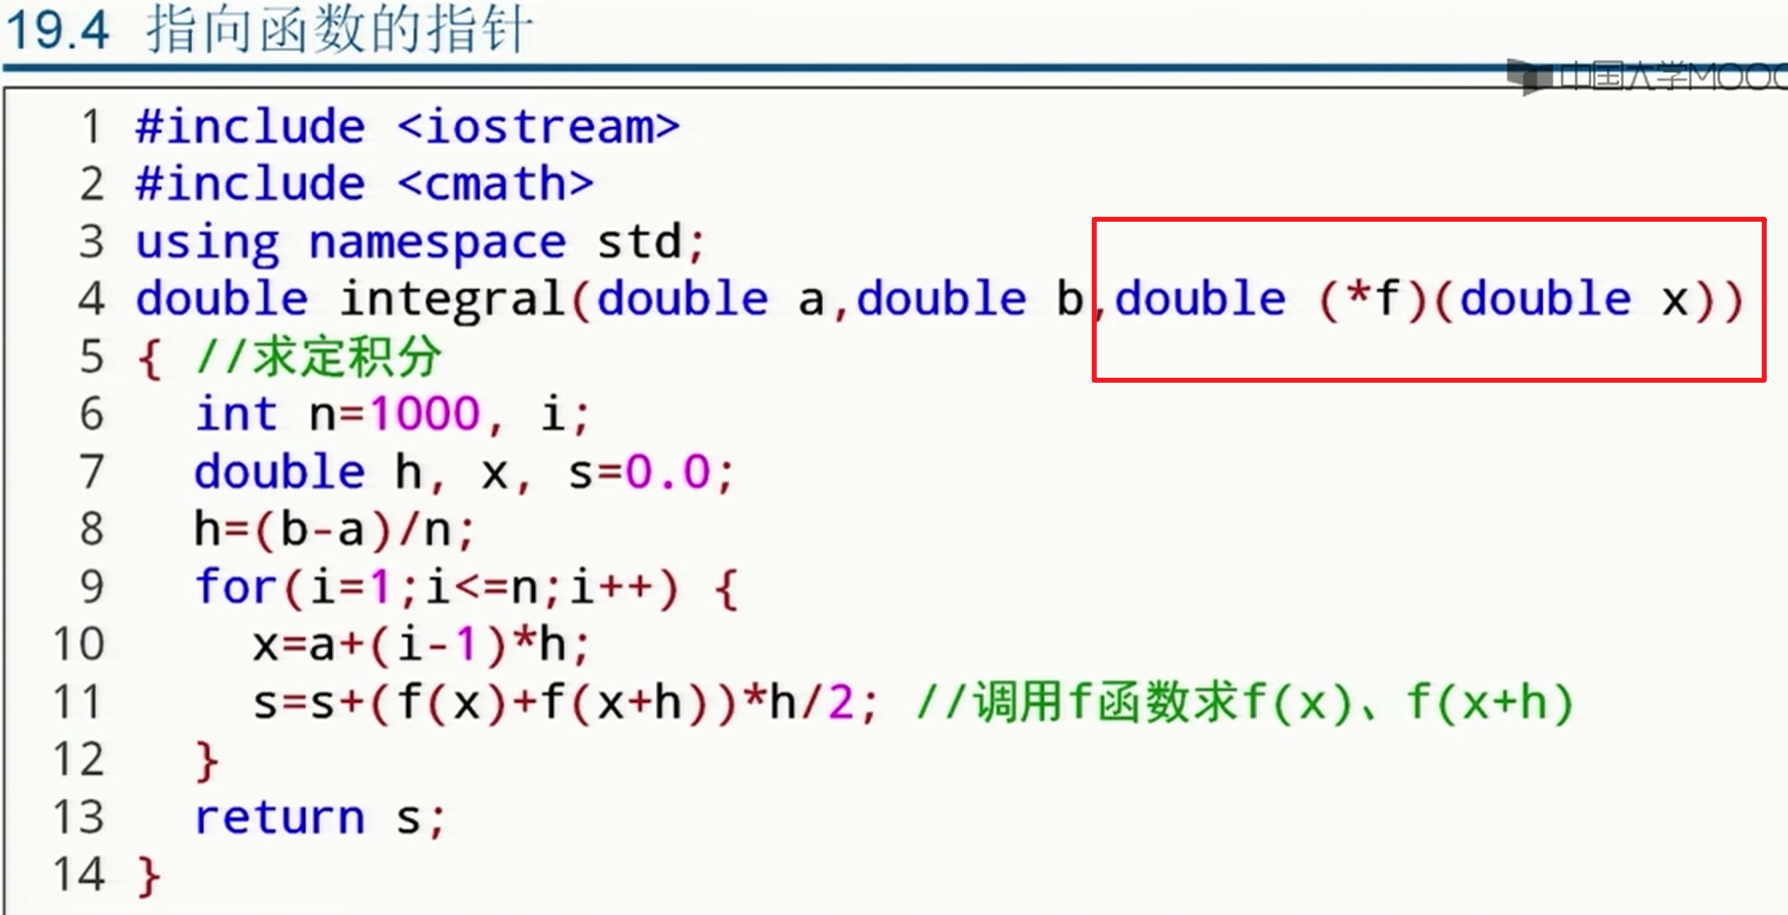 19.4 指向函数的指针
中国大学MOOC
1 #include <iostream>
2 #include <cmath>
3 using namespace std;
4 double integral(double a,double b,double (*f)(double x))
5 { //求定积分
6 int n=1000, i;
7 double h, x, s=0.0;
8 h=(b-a)/n;
9 for(i=1;i<=n;i++) {
10 x=a+(i-1)*h;
11 s=s+(f(x)+f(x+h))*h/2; //调用f函数求f(x)、f(x+h)
12 }
13 return s;
14 }